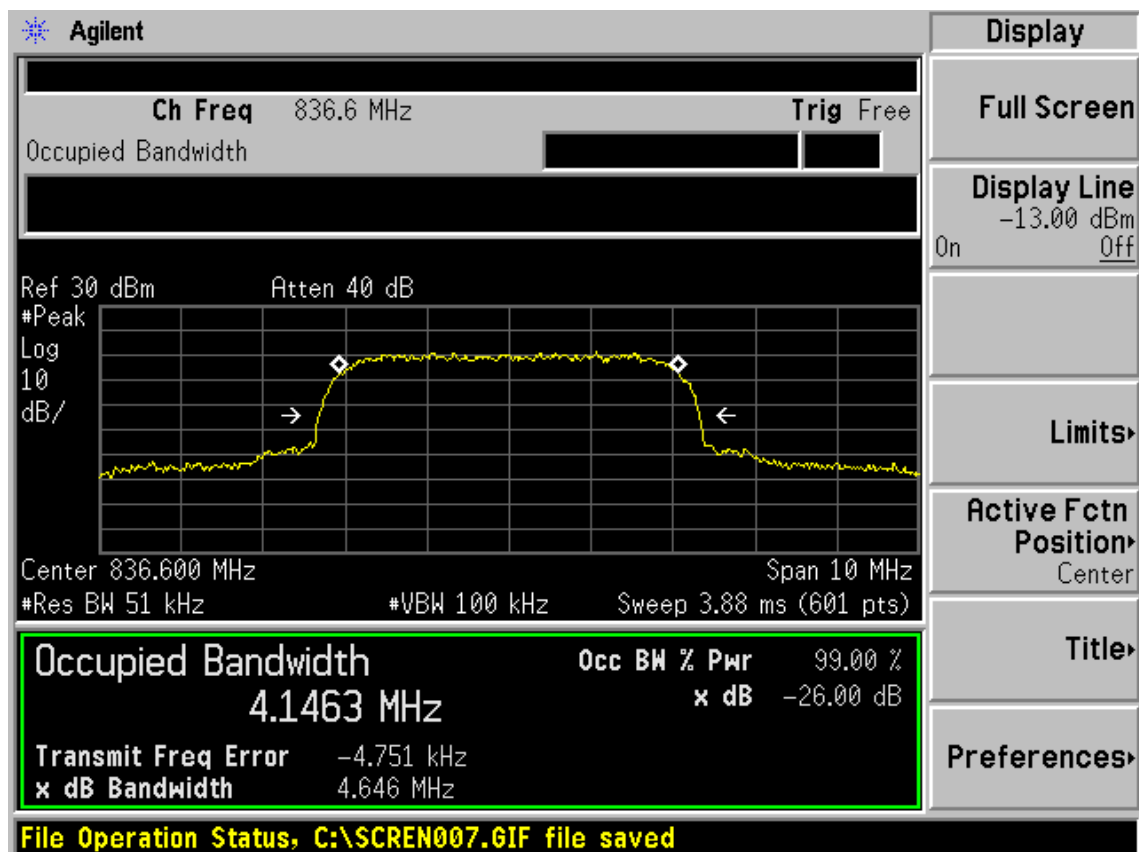 Agilent
Display
Ch Freq 836.6 MHz Trig Free
Occupied Bandwidth
Full Screen
Display Line
-13.00 dBm
On Off
Ref 30 dBm Atten 40 dB
#Peak
Log
10
dB/
Limits
Active Fctn
Position
Center
Center 836.600 MHz Span 10 MHz
#Res BW 51 kHz #VBW 100 kHz Sweep 3.88 ms (601 pts)
Occupied Bandwidth
4.1463 MHz
Occ BW % Pwr 99.00 %
x dB -26.00 dB
Transmit Freq Error -4.751 kHz
x dB Bandwidth 4.646 MHz
Title
Preferences
File Operation Status, C:\SCREN007.GIF file saved